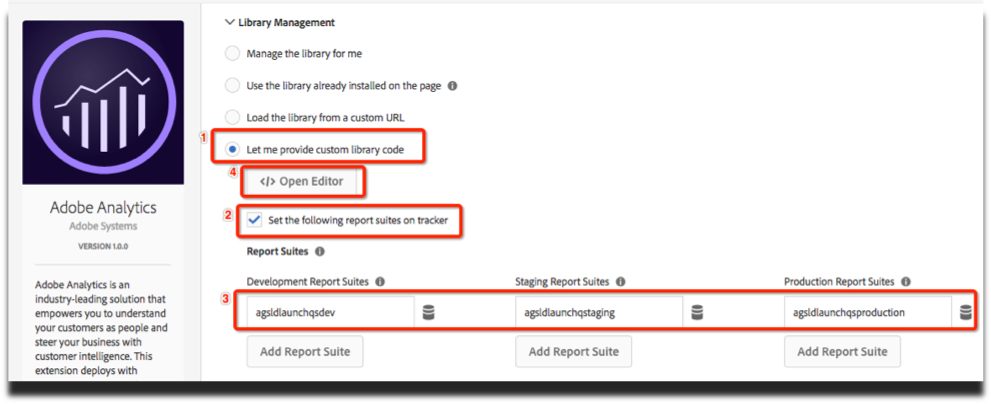 Adobe Analytics
Adobe Systems
VERSION 1.0.0
Adobe Analytics is an
industry-leading solution that
empowers you to understand
your customers as people and
steer your business with
customer intelligence. This
extension deploys with
Library Management
Manage the library for me
Use the library already installed on the page
Load the library from a custom URL
1 Let me provide custom library code
4 </> Open Editor
2 Set the following report suites on tracker
Report Suites
Development Report Suites Staging Report Suites Production Report Suites
3 agsldlaunchqsdev agsldlaunchqstaging agsldlaunchqsproduction
Add Report Suite Add Report Suite Add Report Suite